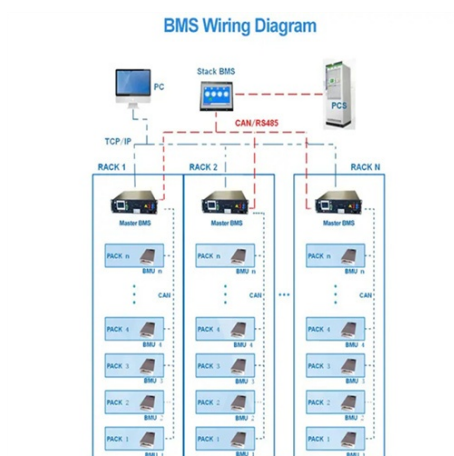 BMS Wiring Diagram
Stack BMS
PC
PCS
CAN/RS485
TCP/IP
RACK 1
RACK 2
RACK N
Master BMS
Master BMS
Master BMS
PACK n
PACK n
PACK n
BMU n
BMU n
BMU n
CAN
CAN
CAN
PACK 4
PACK 4
PACK 4
BMU 4
BMU 4
BMU 4
PACK 3
PACK 3
PACK 3
BMU 3
BMU 3
BMU 3
PACK 2
PACK 2
PACK 2
BMU 2
BMU 2
BMU 2
PACK 1
PACK 1
PACK 1
BMU
BMU
BMU